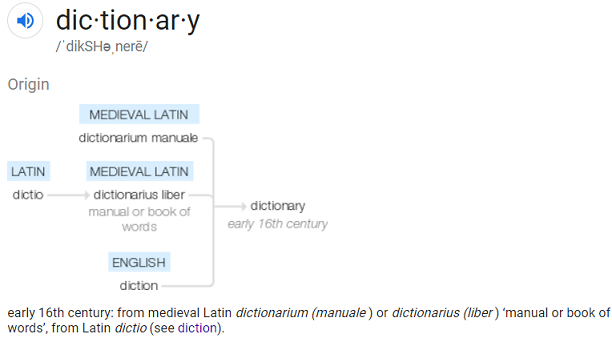 dic·tion·ar·y
/ˈdikSHəˌnerē/
Origin
MEDIEVAL LATIN
dictionarium manuale
LATIN
MEDIEVAL LATIN
dictio
dictionarius liber
dictionary
manual or book of
early 16th century
words
ENGLISH
diction
early 16th century: from medieval Latin dictionarium (manuale ) or dictionarius (liber ) ‘manual or book of
words’, from Latin dictio (see diction).